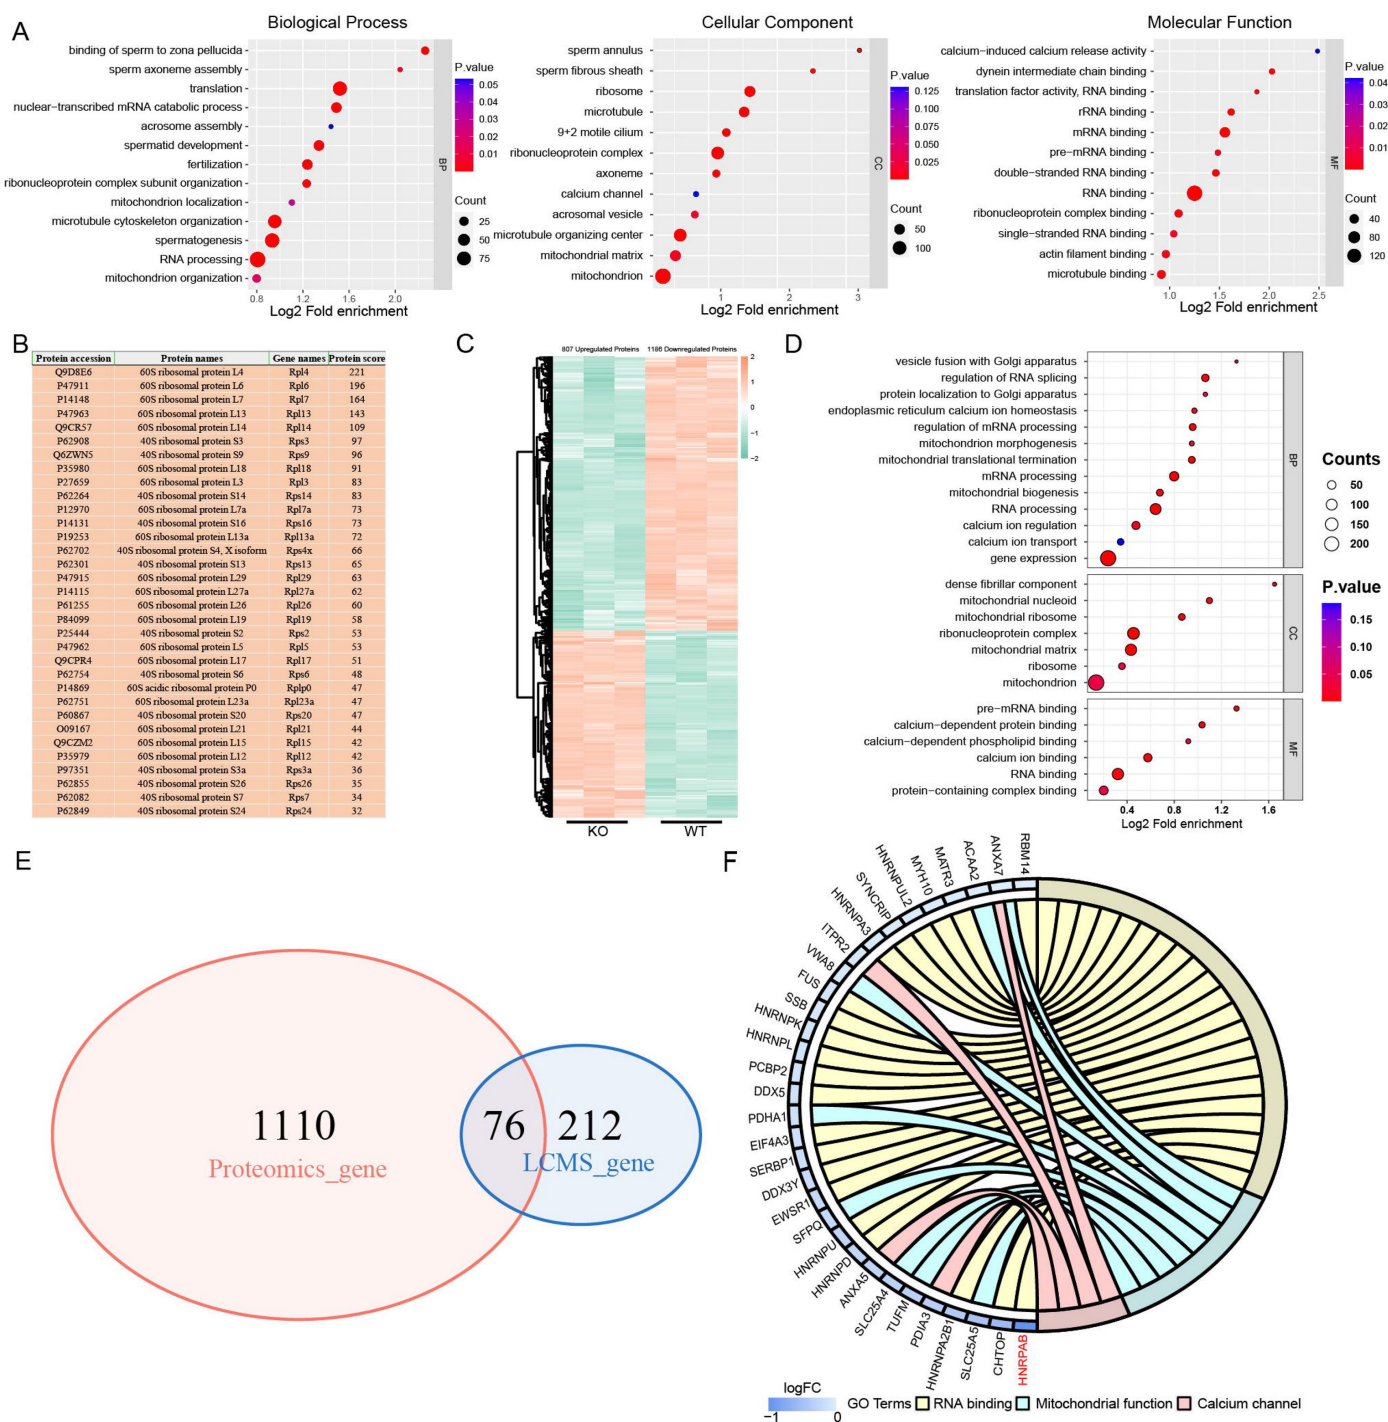 A
Biological Process
binding of sperm to zona pellucida
sperm axoneme assembly
translation
nuclear-transcribed mRNA catabolic process
acrosome assembly
spermatid development
fertilization
ribonucleoprotein complex subunit organization
mitochondrion localization
microtubule cytoskeleton organization
spermatogenesis
RNA processing
mitochondrion organization
0.8 1.2 1.6 2.0
Log2 Fold enrichment
BP
P.value
0.05
0.04
0.03
0.02
0.01
Count
25
50
75
Cellular Component
sperm annulus
sperm fibrous sheath
ribosome
microtubule
9+2 motile cilium
ribonucleoprotein complex
axoneme
calcium channel
acrosomal vesicle
microtubule organizing center
mitochondrial matrix
mitochondrion
1 2 3
Log2 Fold enrichment
CC
P.value
0.125
0.100
0.075
0.050
0.025
Count
50
100
Molecular Function
calcium-induced calcium release activity
dynein intermediate chain binding
translation factor activity, RNA binding
rRNA binding
mRNA binding
pre-mRNA binding
double-stranded RNA binding
RNA binding
ribonucleoprotein complex binding
single-stranded RNA binding
actin filament binding
microtubule binding
1.0 1.5 2.0 2.5
Log2 Fold enrichment
MF
P.value
0.04
0.03
0.02
0.01
Count
40
80
120
B
Protein accession Protein names Gene names Protein score
Q9D8E6 60S ribosomal protein L4 Rpl4 221
P47911 60S ribosomal protein L6 Rpl6 196
P14148 60S ribosomal protein L7 Rpl7 164
P47963 60S ribosomal protein L13 Rpl13 143
Q9CR57 60S ribosomal protein L14 Rpl14 109
P62908 40S ribosomal protein S3 Rps3 97
Q6ZWN5 40S ribosomal protein S9 Rps9 96
P35980 60S ribosomal protein L18 Rpl18 91
P27659 60S ribosomal protein L3 Rpl3 83
P62264 40S ribosomal protein S14 Rps14 83
P12970 60S ribosomal protein L7a Rpl7a 73
P14131 40S ribosomal protein S16 Rps16 73
P19253 60S ribosomal protein L13a Rpl13a 72
P62702 40S ribosomal protein S4, X isoform Rps4x 66
P62301 40S ribosomal protein S13 Rps13 65
P47915 60S ribosomal protein L29 Rpl29 63
P14115 60S ribosomal protein L27a Rpl27a 62
P61255 60S ribosomal protein L26 Rpl26 60
P84099 60S ribosomal protein L19 Rpl19 58
P25444 40S ribosomal protein S2 Rps2 53
P47962 60S ribosomal protein L5 Rpl5 53
Q9CPR4 60S ribosomal protein L17 Rpl17 51
P62754 40S ribosomal protein S6 Rps6 48
P14869 60S acidic ribosomal protein P0 Rplp0 47
P62751 60S ribosomal protein L23a Rpl23a 47
P60867 40S ribosomal protein S20 Rps20 47
O09167 60S ribosomal protein L21 Rpl21 44
Q9CZM2 60S ribosomal protein L15 Rpl15 42
P35979 60S ribosomal protein L12 Rpl12 42
P97351 40S ribosomal protein S3a Rps3a 36
P62855 40S ribosomal protein S26 Rps26 35
P62082 40S ribosomal protein S7 Rps7 34
P62849 40S ribosomal protein S24 Rps24 32
C
807 Upregulated Proteins 1186 Downregulated Proteins
2
1
0
−1
−2
KO WT
D
vesicle fusion with Golgi apparatus
regulation of RNA splicing
protein localization to Golgi apparatus
endoplasmic reticulum calcium ion homeostasis
regulation of mRNA processing
mitochondrion morphogenesis
mitochondrial translational termination
mRNA processing
mitochondrial biogenesis
RNA processing
calcium ion regulation
calcium ion transport
gene expression
BP
dense fibrillar component
mitochondrial nucleoid
mitochondrial ribosome
ribonucleoprotein complex
mitochondrial matrix
ribosome
mitochondrion
CC
pre-mRNA binding
calcium-dependent protein binding
calcium-dependent phospholipid binding
calcium ion binding
RNA binding
protein-containing complex binding
MF
0.4 0.8 1.2 1.6
Log2 Fold enrichment
Counts
50
100
150
200
P.value
0.15
0.10
0.05
E
1110
Proteomics_gene
76
212
LCMS_gene
F
RBM14
ANXA7
ACAA2
MATR3
MYH10
HNRNPUL2
SYNCRIP
HNRNPA3
ITPR2
VWA8
FUS
SSB
HNRNPK
HNRNPL
PCBP2
DDX5
PDHA1
EIF4A3
SERBP1
DDX3Y
EWSR1
SFPQ
HNRNPU
HNRNPD
ANXA5
SLC25A4
TUFM
PDIA3
HNRNPA2B1
SLC25A5
CHTOP
HNRPAB
logFC
−1 0
GO Terms RNA binding Mitochondrial function Calcium channel